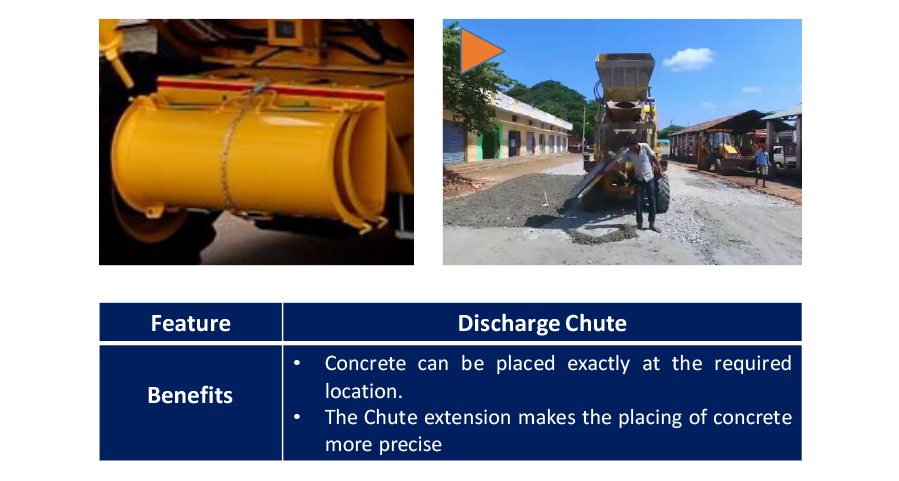 Feature
Discharge Chute
Benefits
• Concrete can be placed exactly at the required
location.
• The Chute extension makes the placing of concrete
more precise